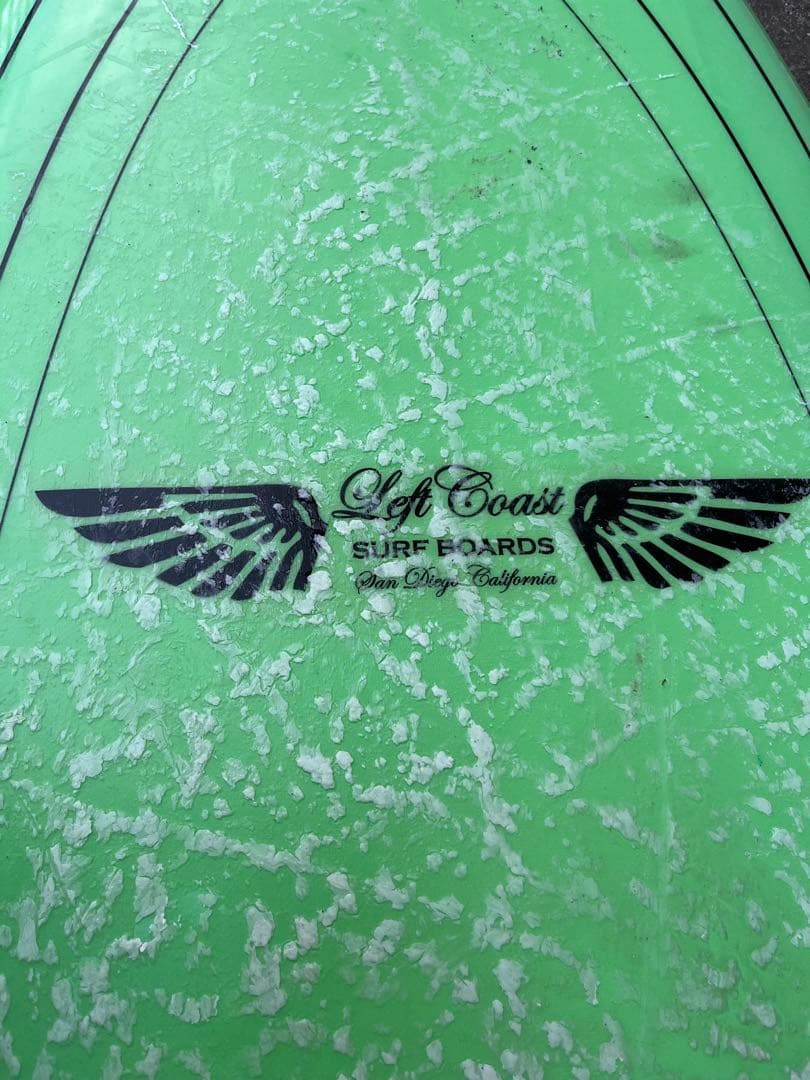 Left Coast
SURF BOARDS
San Diego California